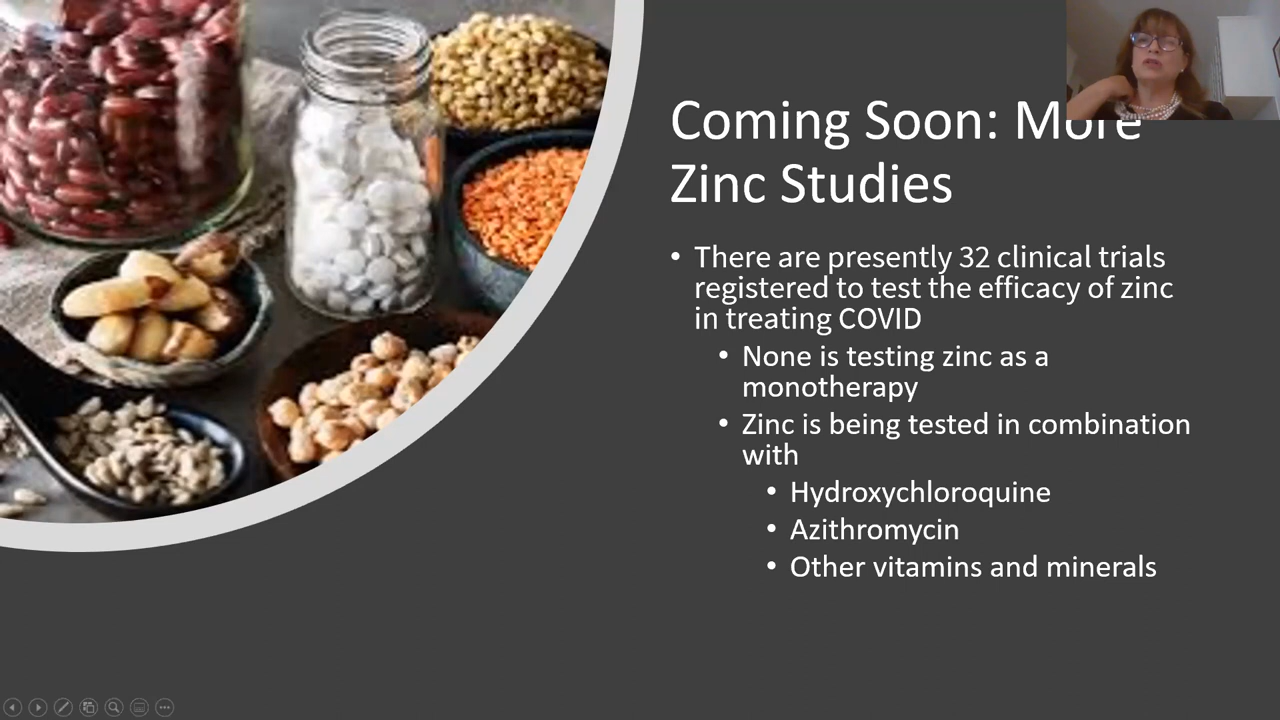 Coming Soon: More
Zinc Studies
• There are presently 32 clinical trials
registered to test the efficacy of zinc
in treating COVID
• None is testing zinc as a
monotherapy
• Zinc is being tested in combination
with
• Hydroxychloroquine
• Azithromycin
• Other vitamins and minerals